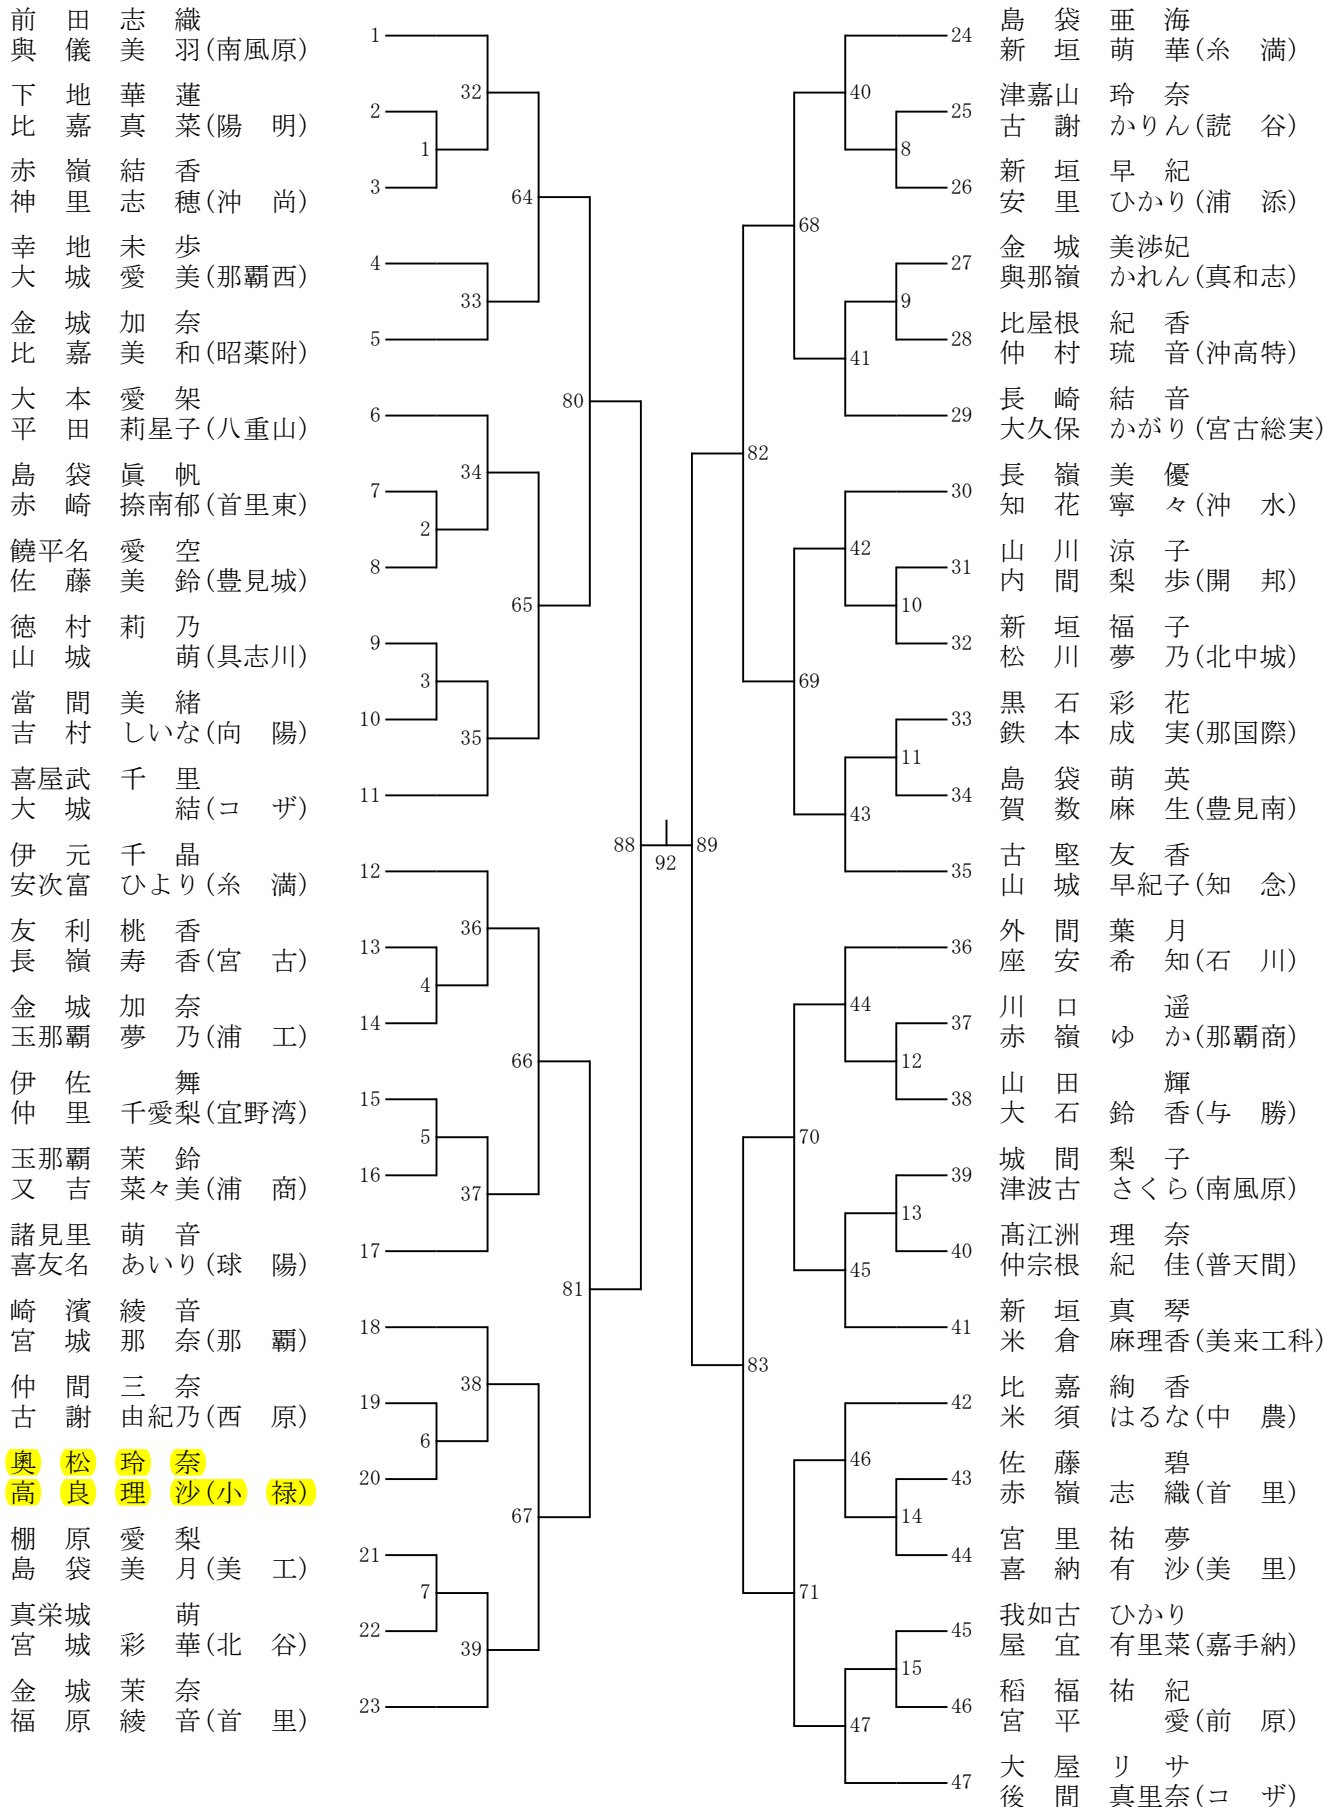 前田志織
與儀美羽(南風原)
1
下地華蓮
比嘉真菜(陽明)
2
赤嶺結香
神里志穂(沖尚)
3
幸地未歩
大城愛美(那覇西)
4
金城加奈
比嘉美和(昭薬附)
5
大本愛架
平田莉星子(八重山)
6
島袋眞帆
赤崎捺南郁(首里東)
7
饒平名愛空
佐藤美鈴(豊見城)
8
徳村莉乃
山城萌(具志川)
9
當間美緒
吉村しいな(向陽)
10
喜屋武千里
大城結(コザ)
11
伊元千晶
安次富ひより(糸満)
12
友利桃香
長嶺寿香(宮古)
13
金城加奈
玉那覇夢乃(浦工)
14
伊佐舞
仲里千愛梨(宜野湾)
15
玉那覇茉鈴
又吉菜々美(浦商)
16
諸見里萌音
喜友名あいり(球陽)
17
崎濱綾音
宮城那奈(那覇)
18
仲間三奈
古謝由紀乃(西原)
19
奥松玲奈
高良理沙(小禄)
20
棚原愛梨
島袋美月(美工)
21
真栄城萌
宮城彩華(北谷)
22
金城茉奈
福原綾音(首里)
23
1
2
3
4
5
6
7
32
33
34
35
36
37
38
39
64
65
66
67
80
81
88
92
89
82
83
68
69
70
71
40
41
42
43
44
45
46
47
8
9
10
11
12
13
14
15
24
島袋亜海
新垣萌華(糸満)
25
津嘉山玲奈
古謝かりん(読谷)
26
新垣早紀
安里ひかり(浦添)
27
金城美渉妃
與那嶺かれん(真和志)
28
比屋根紀香
仲村琉音(沖高特)
29
長崎結音
大久保かがり(宮古総実)
30
長嶺美優
知花寧々(沖水)
31
山川涼子
内間梨歩(開邦)
32
新垣福子
松川夢乃(北中城)
33
黒石彩花
鉄本成実(那国際)
34
島袋萌英
賀数麻生(豊見南)
35
古堅友香
山城早紀子(知念)
36
外間葉月
座安希知(石川)
37
川口遥
赤嶺ゆか(那覇商)
38
山田輝
大石鈴香(与勝)
39
城間梨子
津波古さくら(南風原)
40
髙江洲理奈
仲宗根紀佳(普天間)
41
新垣真琴
米倉麻理香(美来工科)
42
比嘉絢香
米須はるな(中農)
43
佐藤碧
赤嶺志織(首里)
44
宮里祐夢
喜納有沙(美里)
45
我如古ひかり
屋宜有里菜(嘉手納)
46
稻福祐紀
宮平愛(前原)
47
大屋リサ
後間真里奈(コザ)